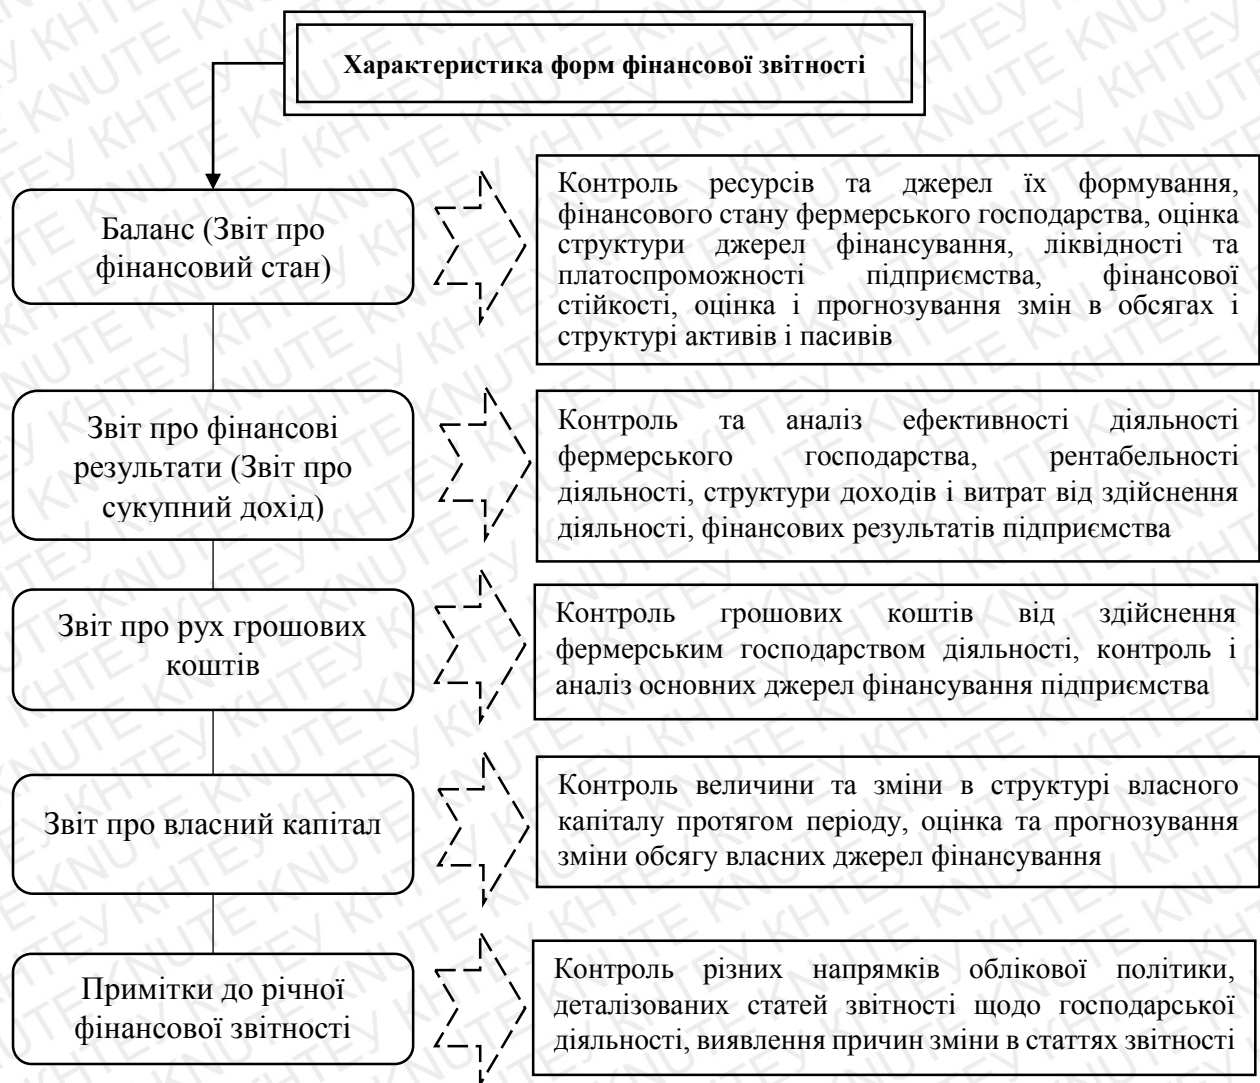 Характеристика форм фінансової звітності
Баланс (Звіт про
фінансовий стан)
Контроль ресурсів та джерел їх формування,
фінансового стану фермерського господарства, оцінка
структури джерел фінансування, ліквідності та
платоспроможності підприємства, фінансової
стійкості, оцінка і прогнозування змін в обсягах і
структурі активів і пасивів
Звіт про фінансові
результати (Звіт про
сукупний дохід)
Контроль та аналіз ефективності діяльності
фермерського господарства, рентабельності
діяльності, структури доходів і витрат від здійснення
діяльності, фінансових результатів підприємства
Звіт про рух грошових
коштів
Контроль грошових коштів від здійснення
фермерським господарством діяльності, контроль і
аналіз основних джерел фінансування підприємства
Звіт про власний капітал
Контроль величини та зміни в структурі власного
капіталу протягом періоду, оцінка та прогнозування
зміни обсягу власних джерел фінансування
Примітки до річної
фінансової звітності
Контроль різних напрямків облікової політики,
деталізованих статей звітності щодо господарської
діяльності, виявлення причин зміни в статтях звітності